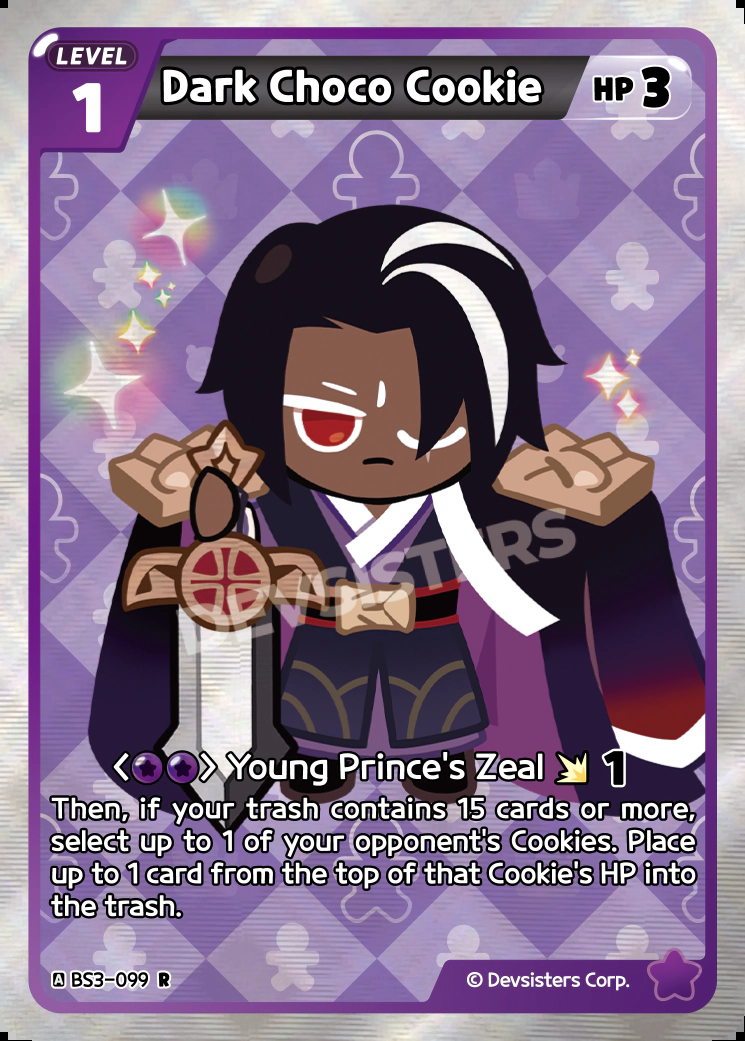 LEVEL
1
Dark Choco Cookie
HP 3
DEVSISTERS
<★★> Young Prince's Zeal 1
Then, if your trash contains 15 cards or more,
select up to 1 of your opponent's Cookies. Place
up to 1 card from the top of that Cookie's HP into
the trash.
A BS3-099 R
© Devsisters Corp.